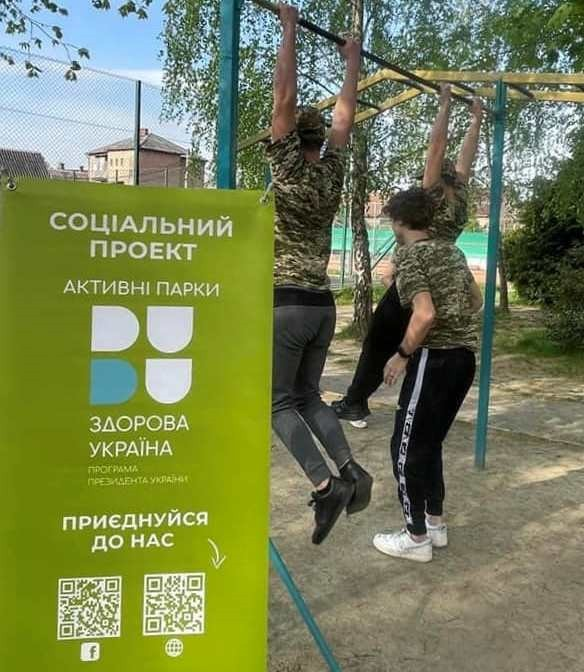 СОЦІАЛЬНИЙ
ПРОЕКТ
АКТИВНІ ПАРКИ
ЗДОРОВА
УКРАЇНА
ПРОГРАМА
ПРЕЗИДЕНТА УКРАЇНИ
ПРИЄДНУЙСЯ
ДО НАС